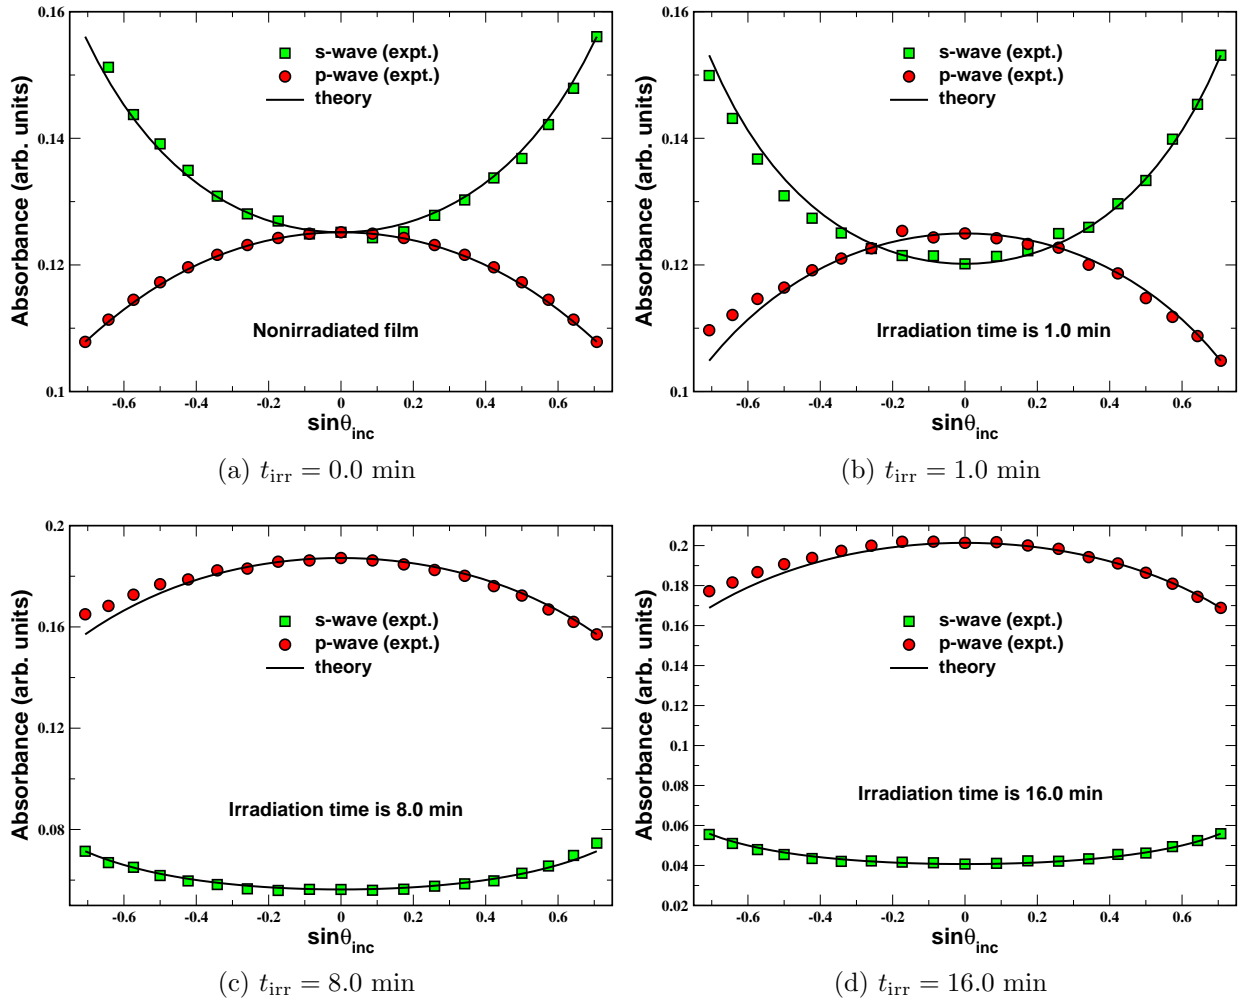 0.16
0.14
0.12
0.1
Absorbance (arb. units)
s-wave (expt.)
p-wave (expt.)
theory
Nonirradiated film
-0.6 -0.4 -0.2 0 0.2 0.4 0.6
sinθinc
(a) tirr = 0.0 min
0.16
0.14
0.12
0.1
Absorbance (arb. units)
s-wave (expt.)
p-wave (expt.)
theory
Irradiation time is 1.0 min
-0.6 -0.4 -0.2 0 0.2 0.4 0.6
sinθinc
(b) tirr = 1.0 min
0.2
0.16
0.12
0.08
Absorbance (arb. units)
s-wave (expt.)
p-wave (expt.)
theory
Irradiation time is 8.0 min
-0.6 -0.4 -0.2 0 0.2 0.4 0.6
sinθinc
(c) tirr = 8.0 min
0.2
0.18
0.16
0.14
0.12
0.1
0.08
0.06
0.04
0.02
Absorbance (arb. units)
s-wave (expt.)
p-wave (expt.)
theory
Irradiation time is 16.0 min
-0.6 -0.4 -0.2 0 0.2 0.4 0.6
sinθinc
(d) tirr = 16.0 min